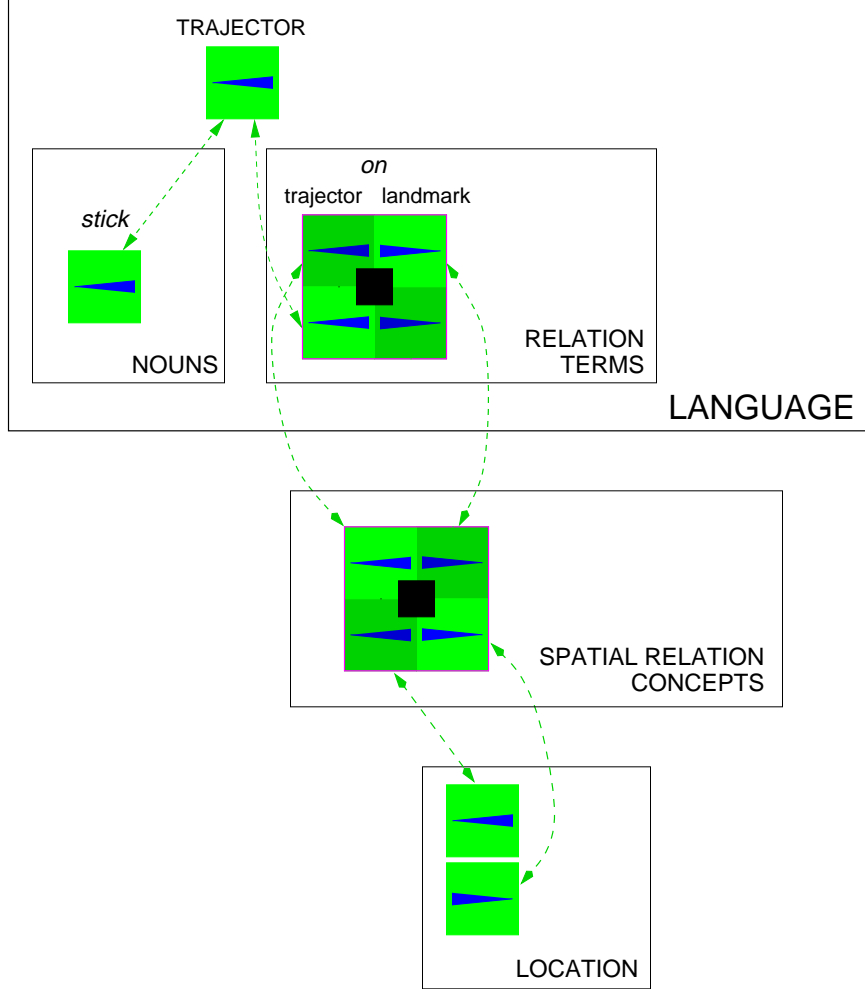 TRAJECTOR
on
trajector landmark
stick
NOUNS
RELATION
TERMS
LANGUAGE
SPATIAL RELATION
CONCEPTS
LOCATION